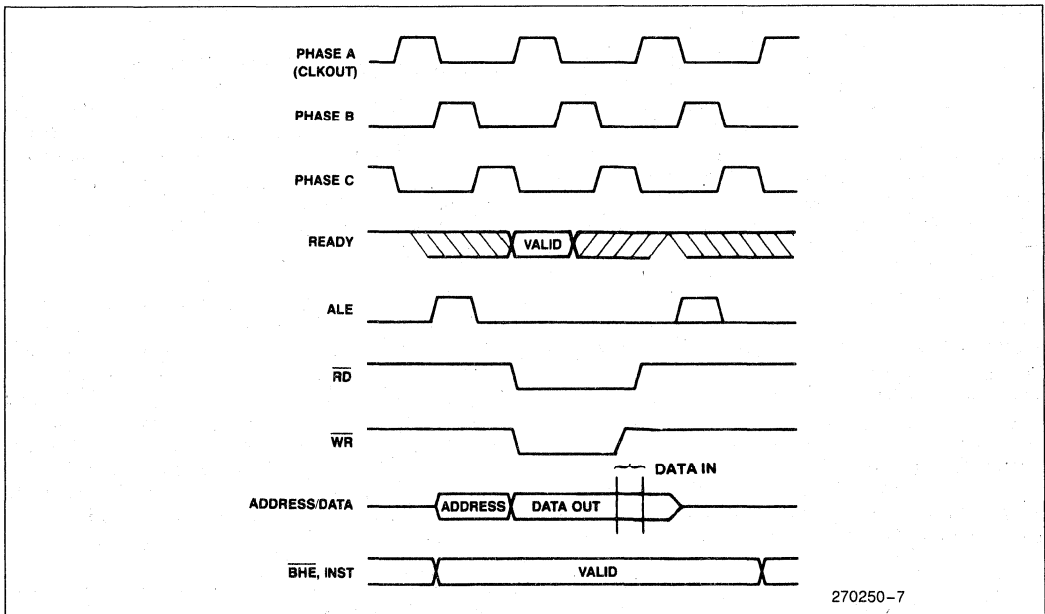 PHASE A
(CLKOUT)
PHASE B
PHASE C
READY
VALID
ALE
RD
WR
DATA IN
ADDRESS/DATA
ADDRESS
DATA OUT
BHE, INST
VALID
270250-7